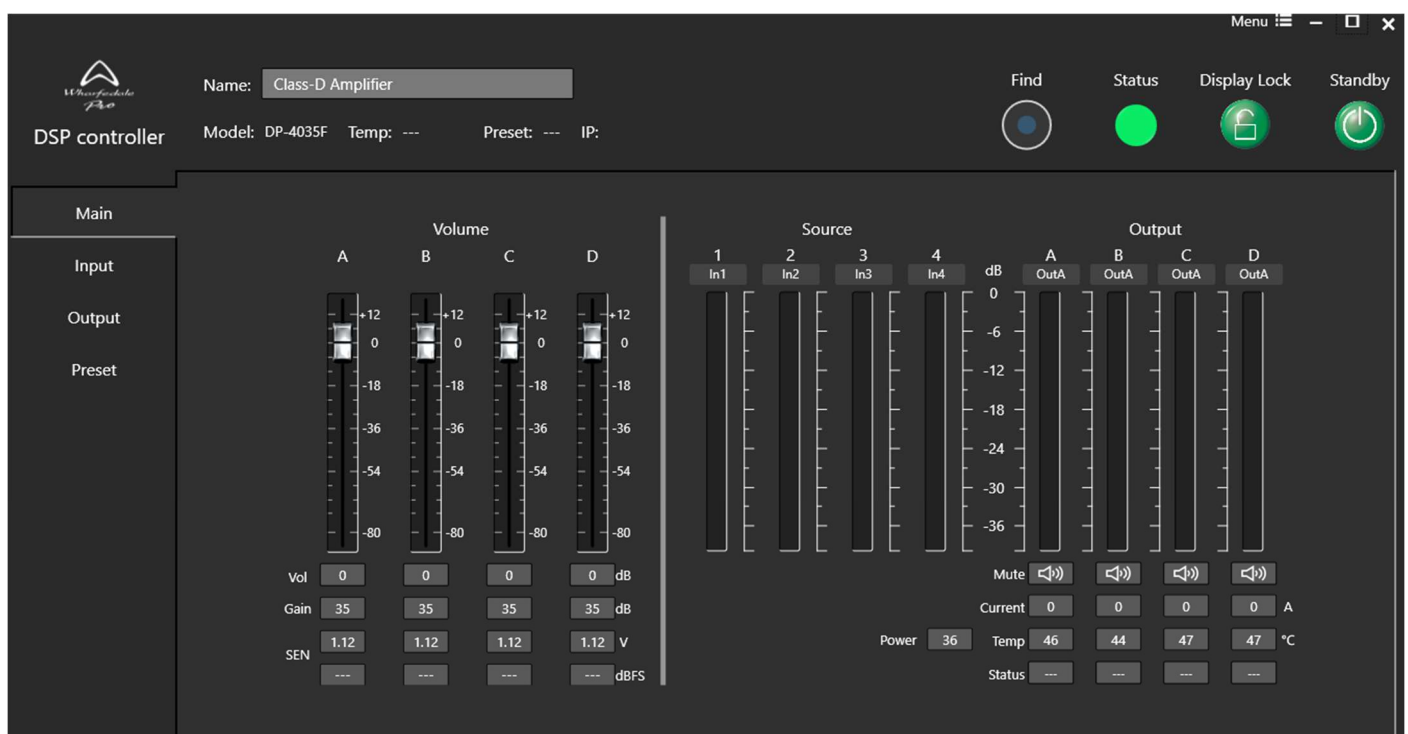 Menu
Wharfedale
Pro
DSP controller
Name: Class-D Amplifier
Model: DP-4035F Temp: --- Preset: --- IP:
Find Status Display Lock Standby
Main
Input
Output
Preset
Volume
A B C D
+12 +12 +12 +12
0 0 0 0
-18 -18 -18 -18
-36 -36 -36 -36
-54 -54 -54 -54
-80 -80 -80 -80
Vol 0 0 0 0 dB
Gain 35 35 35 35 dB
SEN 1.12 1.12 1.12 1.12 V
--- --- --- --- dBFS
Source
1 2 3 4
In1 In2 In3 In4
dB
0
-6
-12
-18
-24
-30
-36
Output
A B C D
OutA OutA OutA OutA
Mute
Current 0 0 0 0 A
Power 36 Temp 46 44 47 47 °C
Status --- --- --- ---